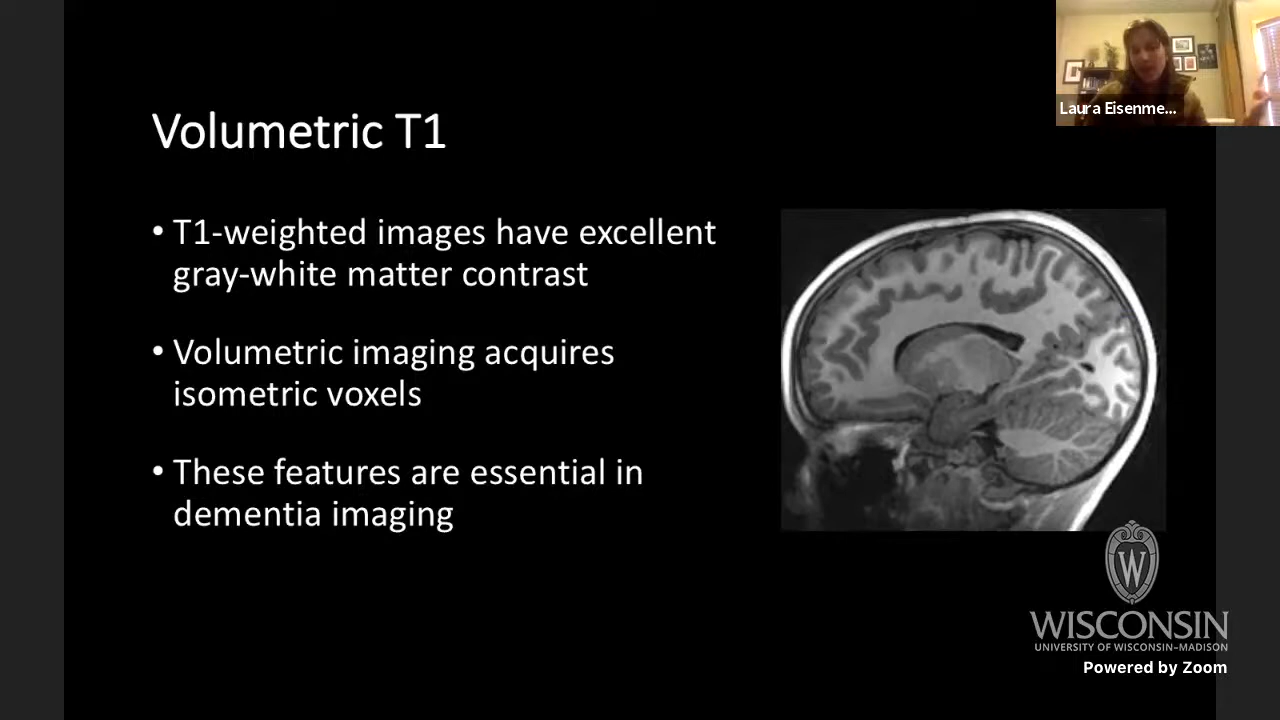 Laura Eisenme...
Volumetric T1
• T1-weighted images have excellent
gray-white matter contrast
• Volumetric imaging acquires
isometric voxels
• These features are essential in
dementia imaging
W
WISCONSIN
UNIVERSITY OF WISCONSIN–MADISON
Powered by Zoom